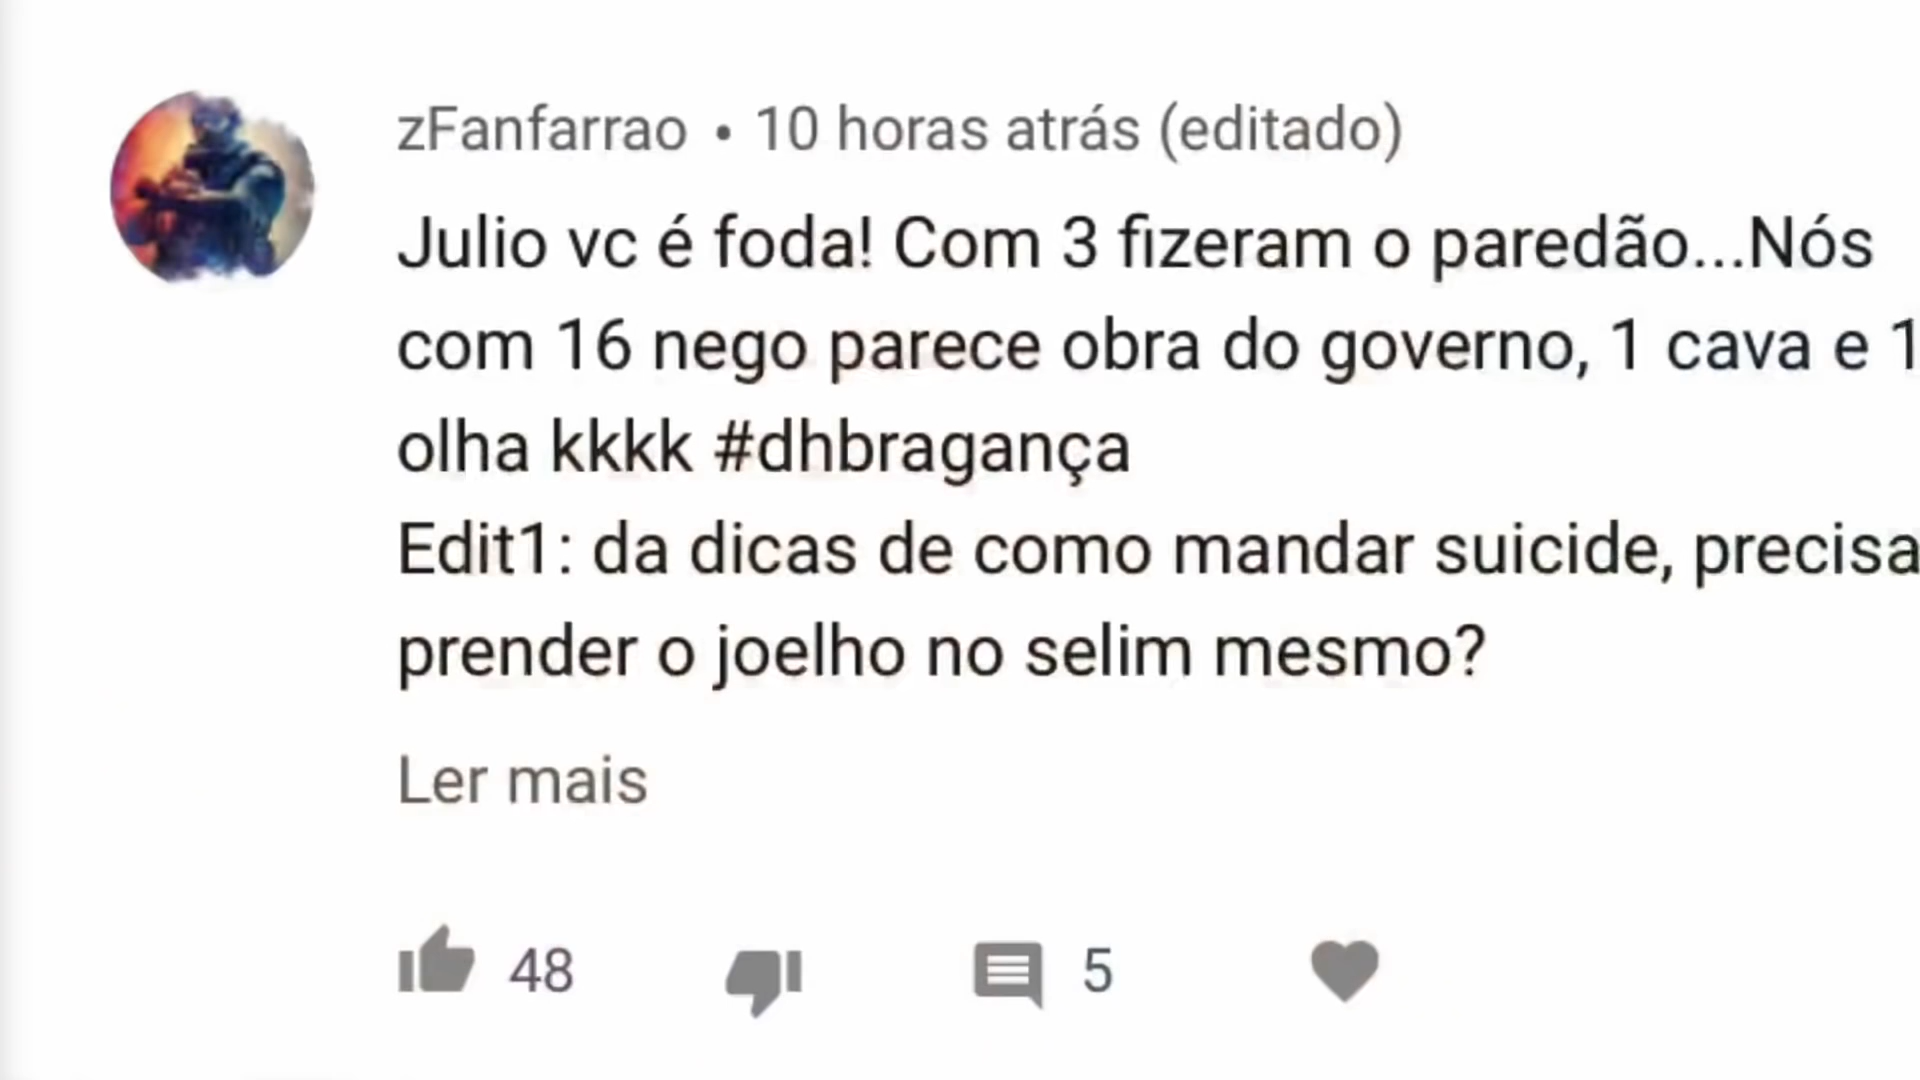 zFanfarrao • 10 horas atrás (editado)
Julio vc é foda! Com 3 fizeram o paredão...Nós
com 16 nego parece obra do governo, 1 cava e 1
olha kkkk #dhbragança
Edit1: da dicas de como mandar suicide, precisa
prender o joelho no selim mesmo?
Ler mais
48
5